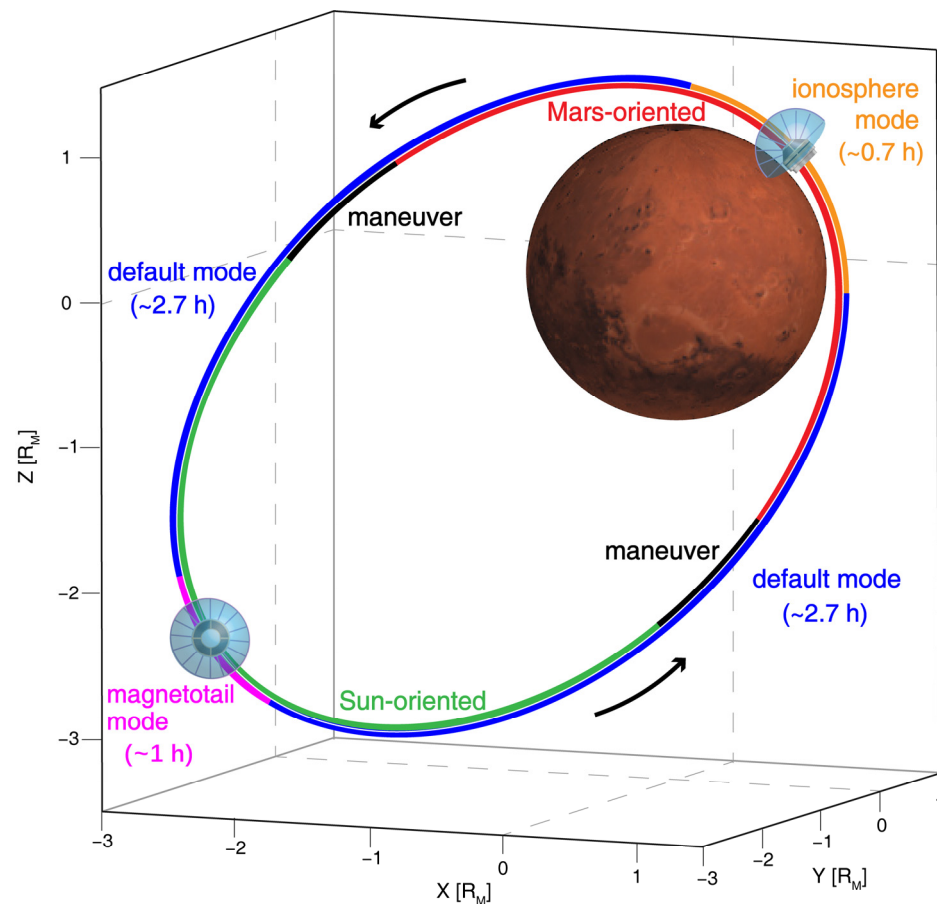 ionosphere
mode
(~0.7 h)
Mars-oriented
maneuver
default mode
(~2.7 h)
maneuver
default mode
(~2.7 h)
magnetotail
mode
(~1 h)
Sun-oriented
Z [R_M]
1
0
−1
−2
−3
−3
−2
−1
0
1
X [R_M]
−3
−2
−1
0
Y [R_M]